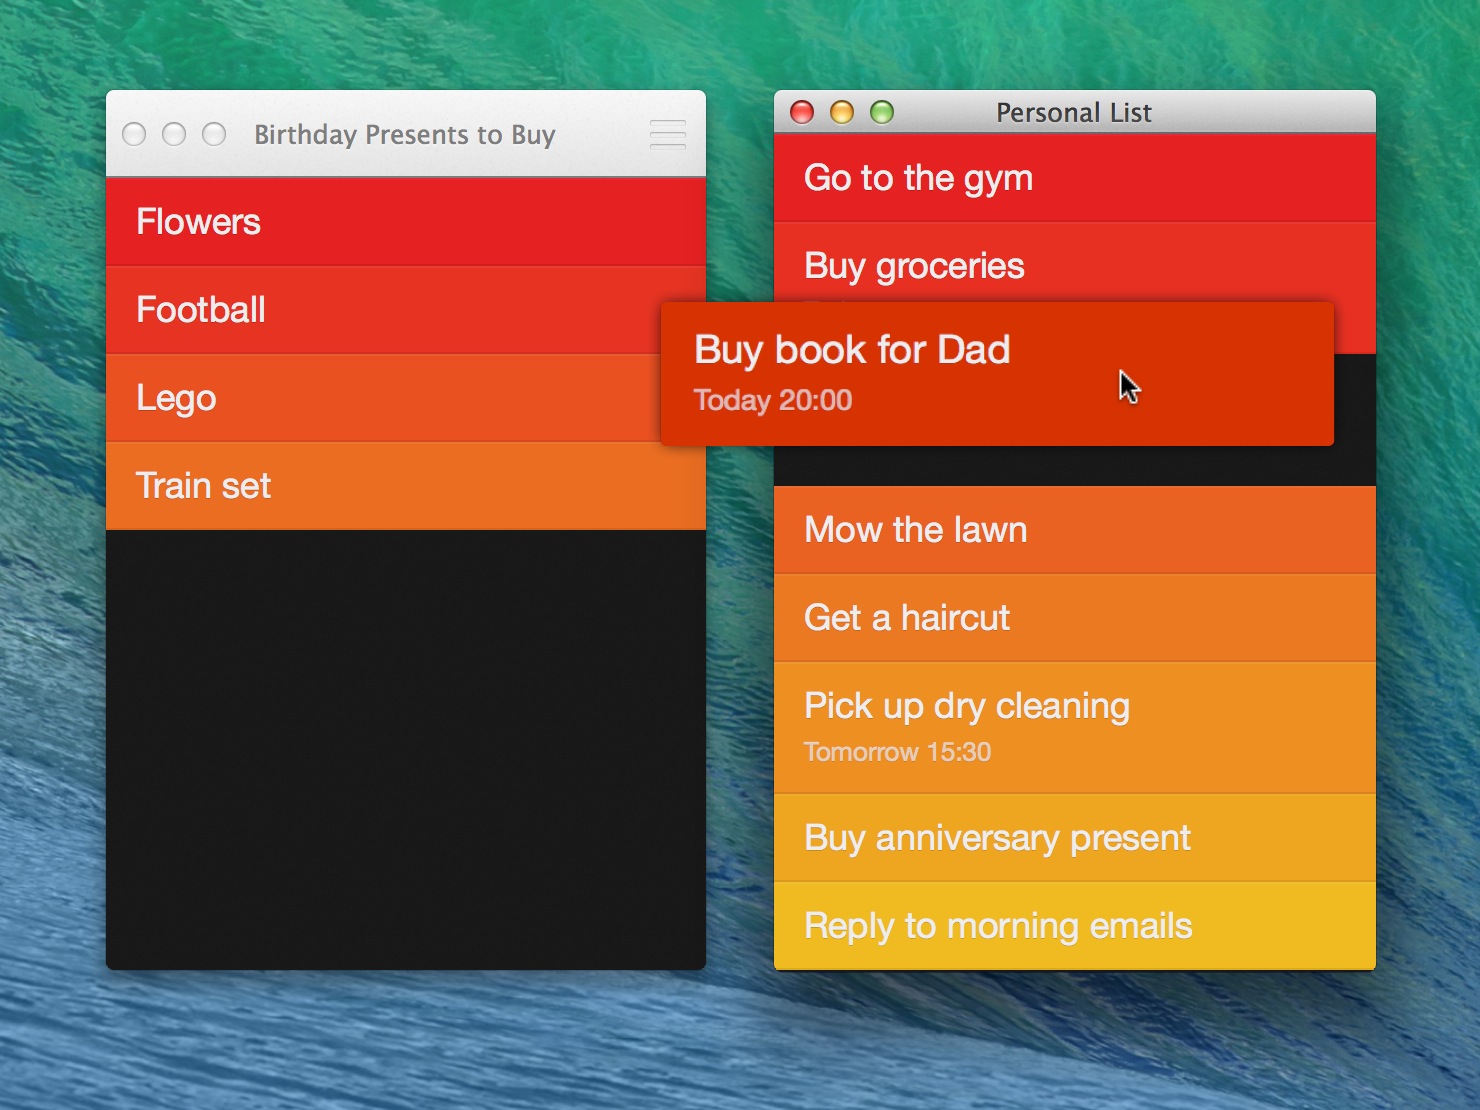 Birthday Presents to Buy
Flowers
Football
Lego
Train set
Personal List
Go to the gym
Buy groceries
Buy book for Dad
Today 20:00
Mow the lawn
Get a haircut
Pick up dry cleaning
Tomorrow 15:30
Buy anniversary present
Reply to morning emails